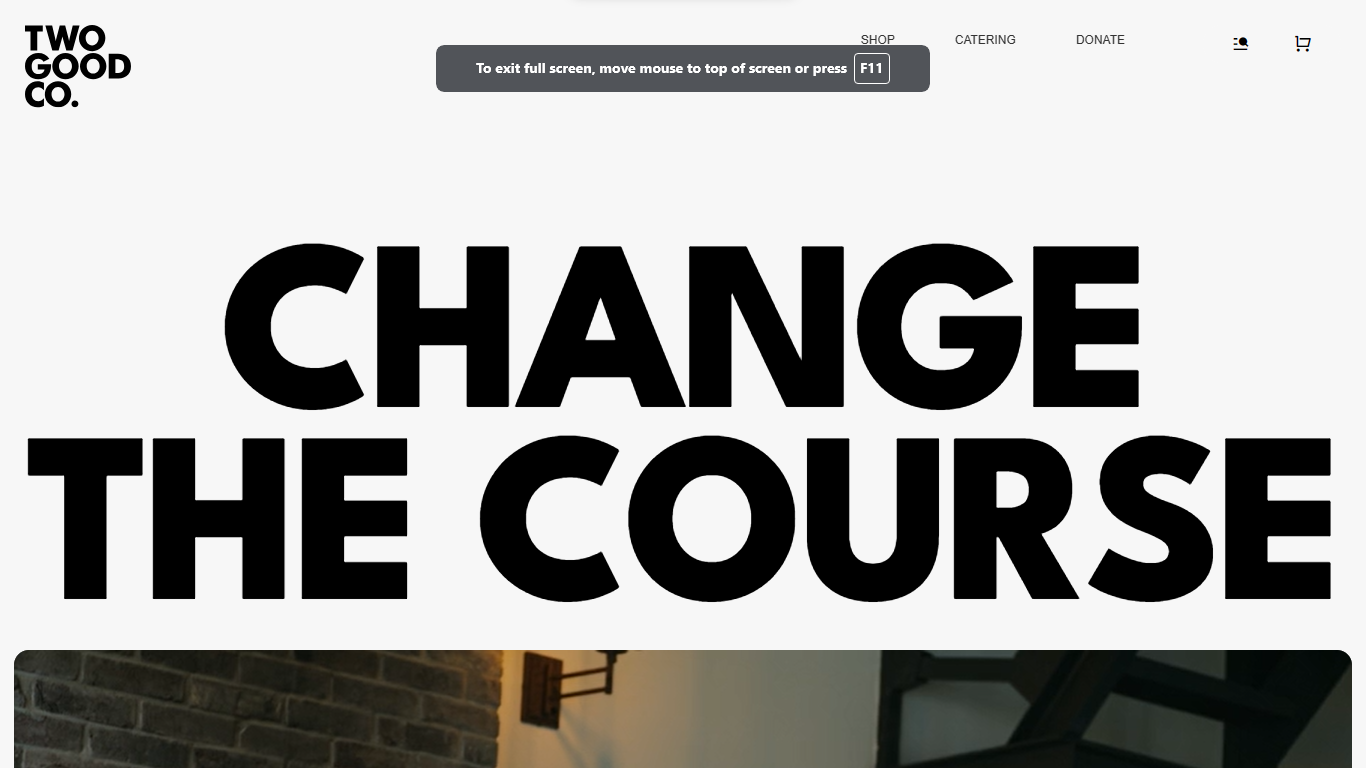 TWO
GOOD
CO.
SHOP
CATERING
DONATE
To exit full screen, move mouse to top of screen or press F11
CHANGE
THE COURSE